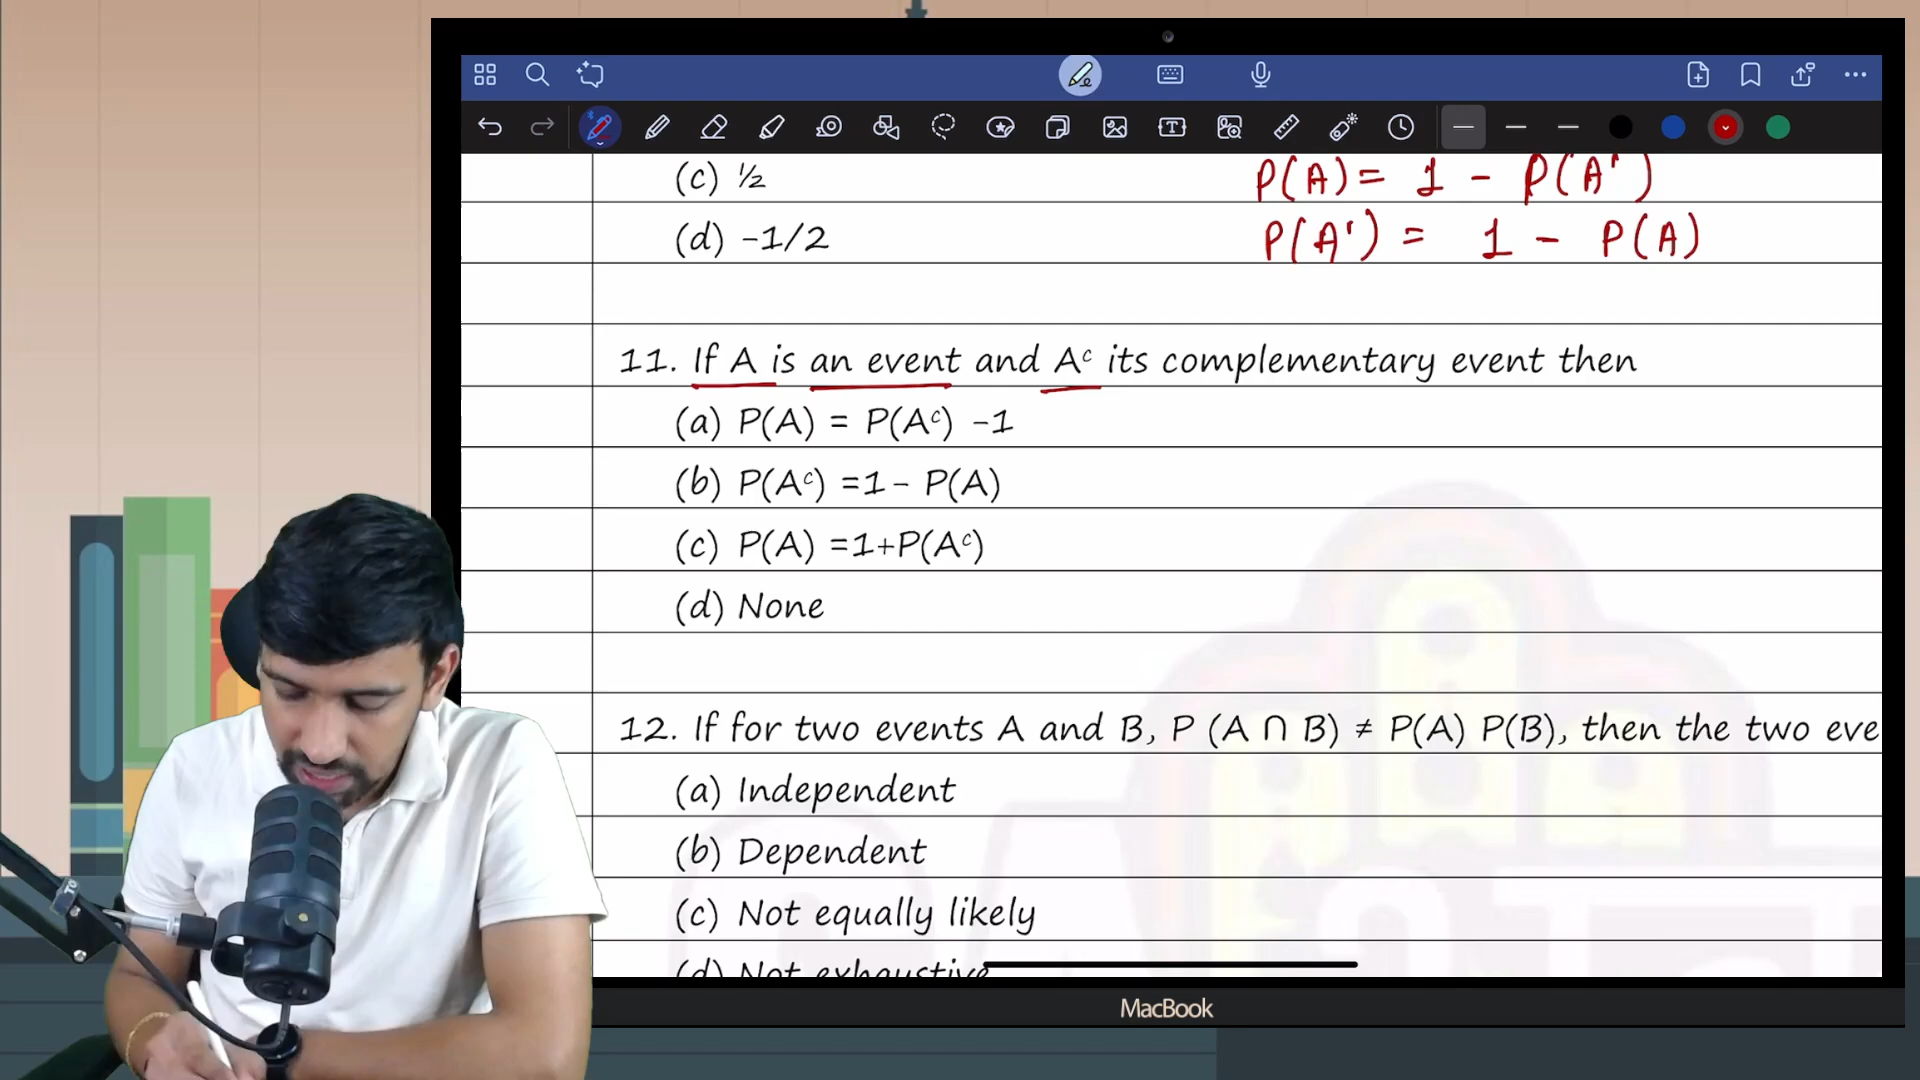 (c) ½
P(A) = 1 - P(A')
(d) -1/2
P(A') = 1 - P(A)
11. If A is an event and Aᶜ its complementary event then
(a) P(A) = P(Aᶜ) -1
(b) P(Aᶜ) =1- P(A)
(c) P(A) =1+P(Aᶜ)
(d) None
12. If for two events A and B, P (A ∩ B) ≠ P(A) P(B), then the two eve
(a) Independent
(b) Dependent
(c) Not equally likely
(d) Not exhaustive
MacBook